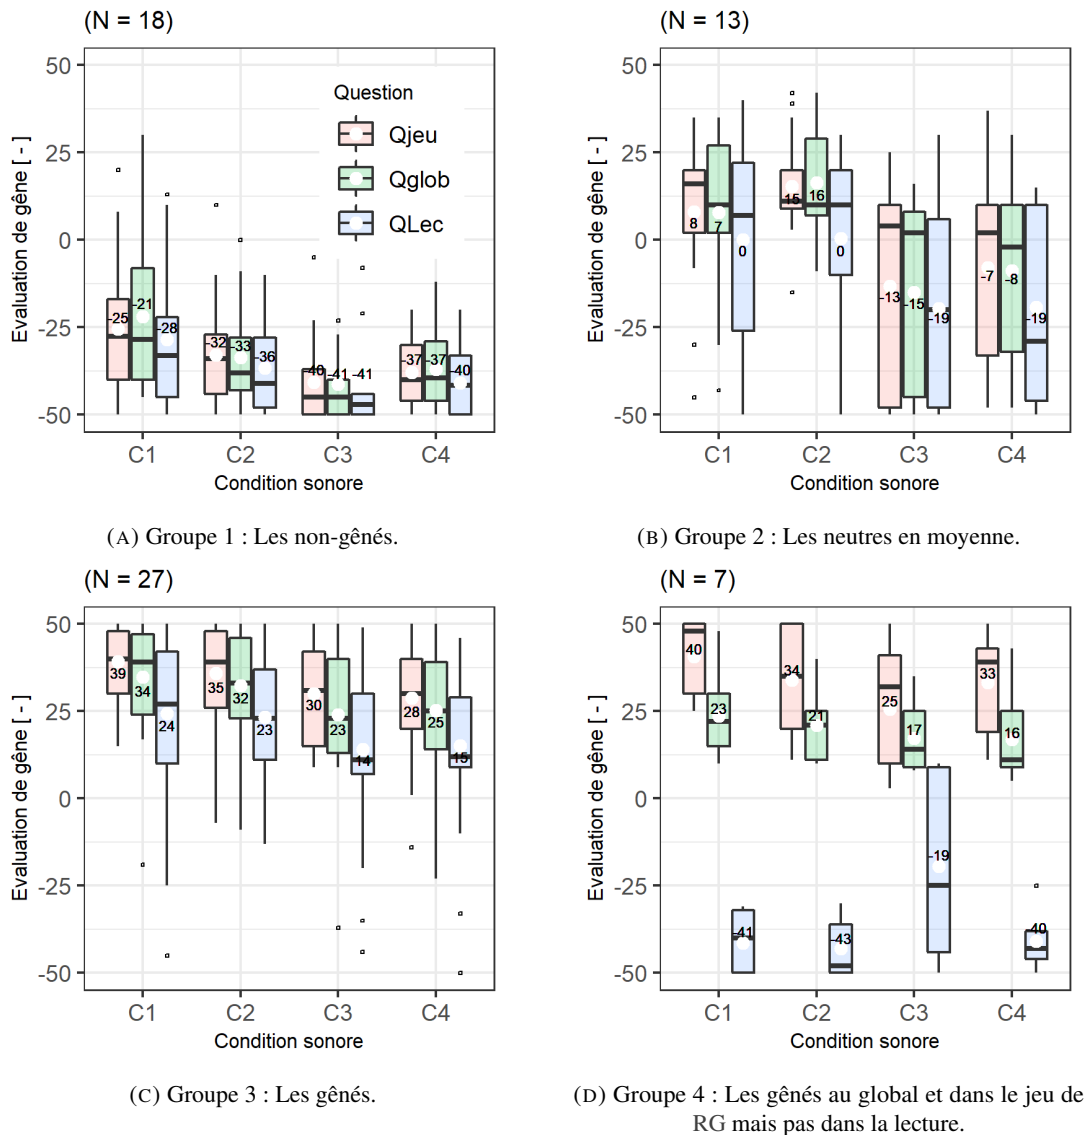 (N = 18)
Evaluation de gêne [ - ]
50
25
0
-25
-50
Question
Qjeu
Qglob
QLec
-25
-21
-28
-32
-33
-36
-40
-41
-41
-37
-37
-40
C1
C2
C3
C4
Condition sonore
(A) Groupe 1 : Les non-gênés.
(N = 13)
Evaluation de gêne [ - ]
50
25
0
-25
-50
8
7
0
15
16
0
-13
-15
-19
-7
-8
-19
C1
C2
C3
C4
Condition sonore
(B) Groupe 2 : Les neutres en moyenne.
(N = 27)
Evaluation de gêne [ - ]
50
25
0
-25
-50
39
34
24
35
32
23
30
23
14
28
25
15
C1
C2
C3
C4
Condition sonore
(C) Groupe 3 : Les gênés.
(N = 7)
Evaluation de gêne [ - ]
50
25
0
-25
-50
40
23
-41
34
21
-43
25
17
-19
33
16
-40
C1
C2
C3
C4
Condition sonore
(D) Groupe 4 : Les gênés au global et dans le jeu de
RG mais pas dans la lecture.